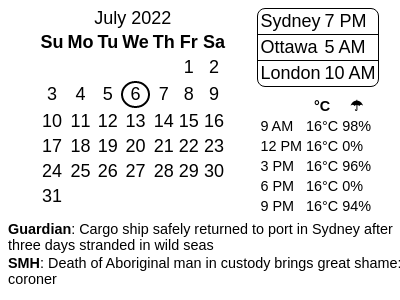 July 2022
Su Mo Tu We Th Fr Sa
1 2
3 4 5 6 7 8 9
10 11 12 13 14 15 16
17 18 19 20 21 22 23
24 25 26 27 28 29 30
31
Sydney 7 PM
Ottawa 5 AM
London 10 AM
°C ☂
9 AM 16°C 98%
12 PM 16°C 0%
3 PM 16°C 96%
6 PM 16°C 0%
9 PM 16°C 94%
Guardian: Cargo ship safely returned to port in Sydney after
three days stranded in wild seas
SMH: Death of Aboriginal man in custody brings great shame:
coroner